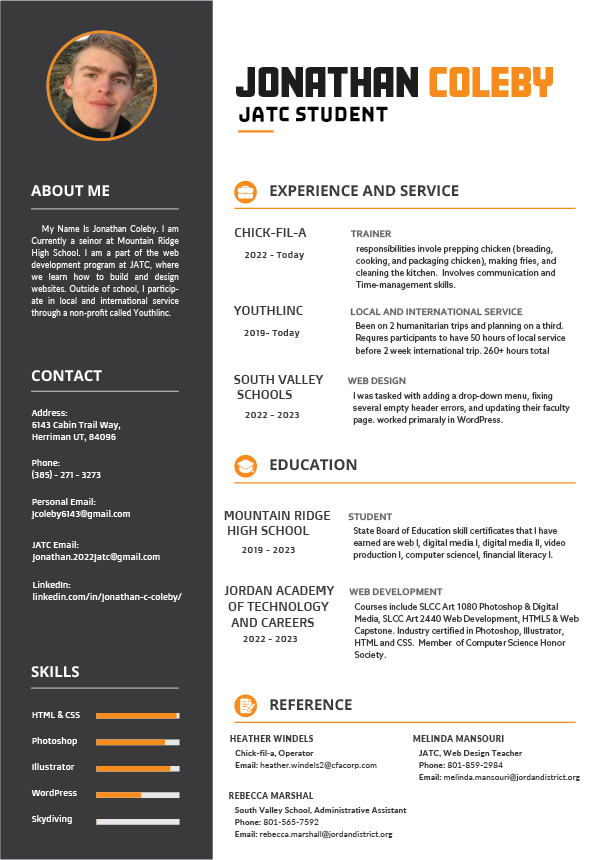 JONATHAN COLEBY
JATC STUDENT
ABOUT ME
My Name Is Jonathan Coleby. I am
Currently a seinor at Mountain Ridge
High School. I am a part of the web
development program at JATC, where
we learn how to build and design
websites. Outside of school, I particip-
ate in local and international service
through a non-profit called Youthlinc.
CONTACT
Address:
6143 Cabin Trail Way,
Herriman UT, 84096
Phone:
(385) - 271 - 3273
Personal Email:
jcoleby6143@gmail.com
JATC Email:
jonathan.2022jatc@gmail.com
LinkedIn:
linkedin.com/in/jonathan-c-coleby/
SKILLS
HTML & CSS
Photoshop
Illustrator
WordPress
Skydiving
EXPERIENCE AND SERVICE
CHICK-FIL-A
2022 - Today
TRAINER
responsibilities invole prepping chicken (breading,
cooking, and packaging chicken), making fries, and
cleaning the kitchen. Involves communication and
Time-management skills.
YOUTHLINC
2019- Today
LOCAL AND INTERNATIONAL SERVICE
Been on 2 humanitarian trips and planning on a third.
Requres participants to have 50 hours of local service
before 2 week international trip. 260+ hours total
SOUTH VALLEY
SCHOOLS
2022 - 2023
WEB DESIGN
I was tasked with adding a drop-down menu, fixing
several empty header errors, and updating their faculty
page. worked primaraly in WordPress.
EDUCATION
MOUNTAIN RIDGE
HIGH SCHOOL
2019 - 2023
STUDENT
State Board of Education skill certificates that I have
earned are web I, digital media I, digital media II, video
production I, computer scienceI, financial literacy I.
JORDAN ACADEMY
OF TECHNOLOGY
AND CAREERS
2022 - 2023
WEB DEVELOPMENT
Courses include SLCC Art 1080 Photoshop & Digital
Media, SLCC Art 2440 Web Development, HTML5 & Web
Capstone. Industry certified in Photoshop, Illustrator,
HTML and CSS. Member of Computer Science Honor
Society.
REFERENCE
HEATHER WINDELS
Chick-fil-a, Operator
Email: heather.windels2@cfacorp.com
MELINDA MANSOURI
JATC, Web Design Teacher
Phone: 801-859-2984
Email: melinda.mansouri@jordandistrict.org
REBECCA MARSHAL
South Valley School, Administrative Assistant
Phone: 801-565-7592
Email: rebecca.marshall@jordandistrict.org